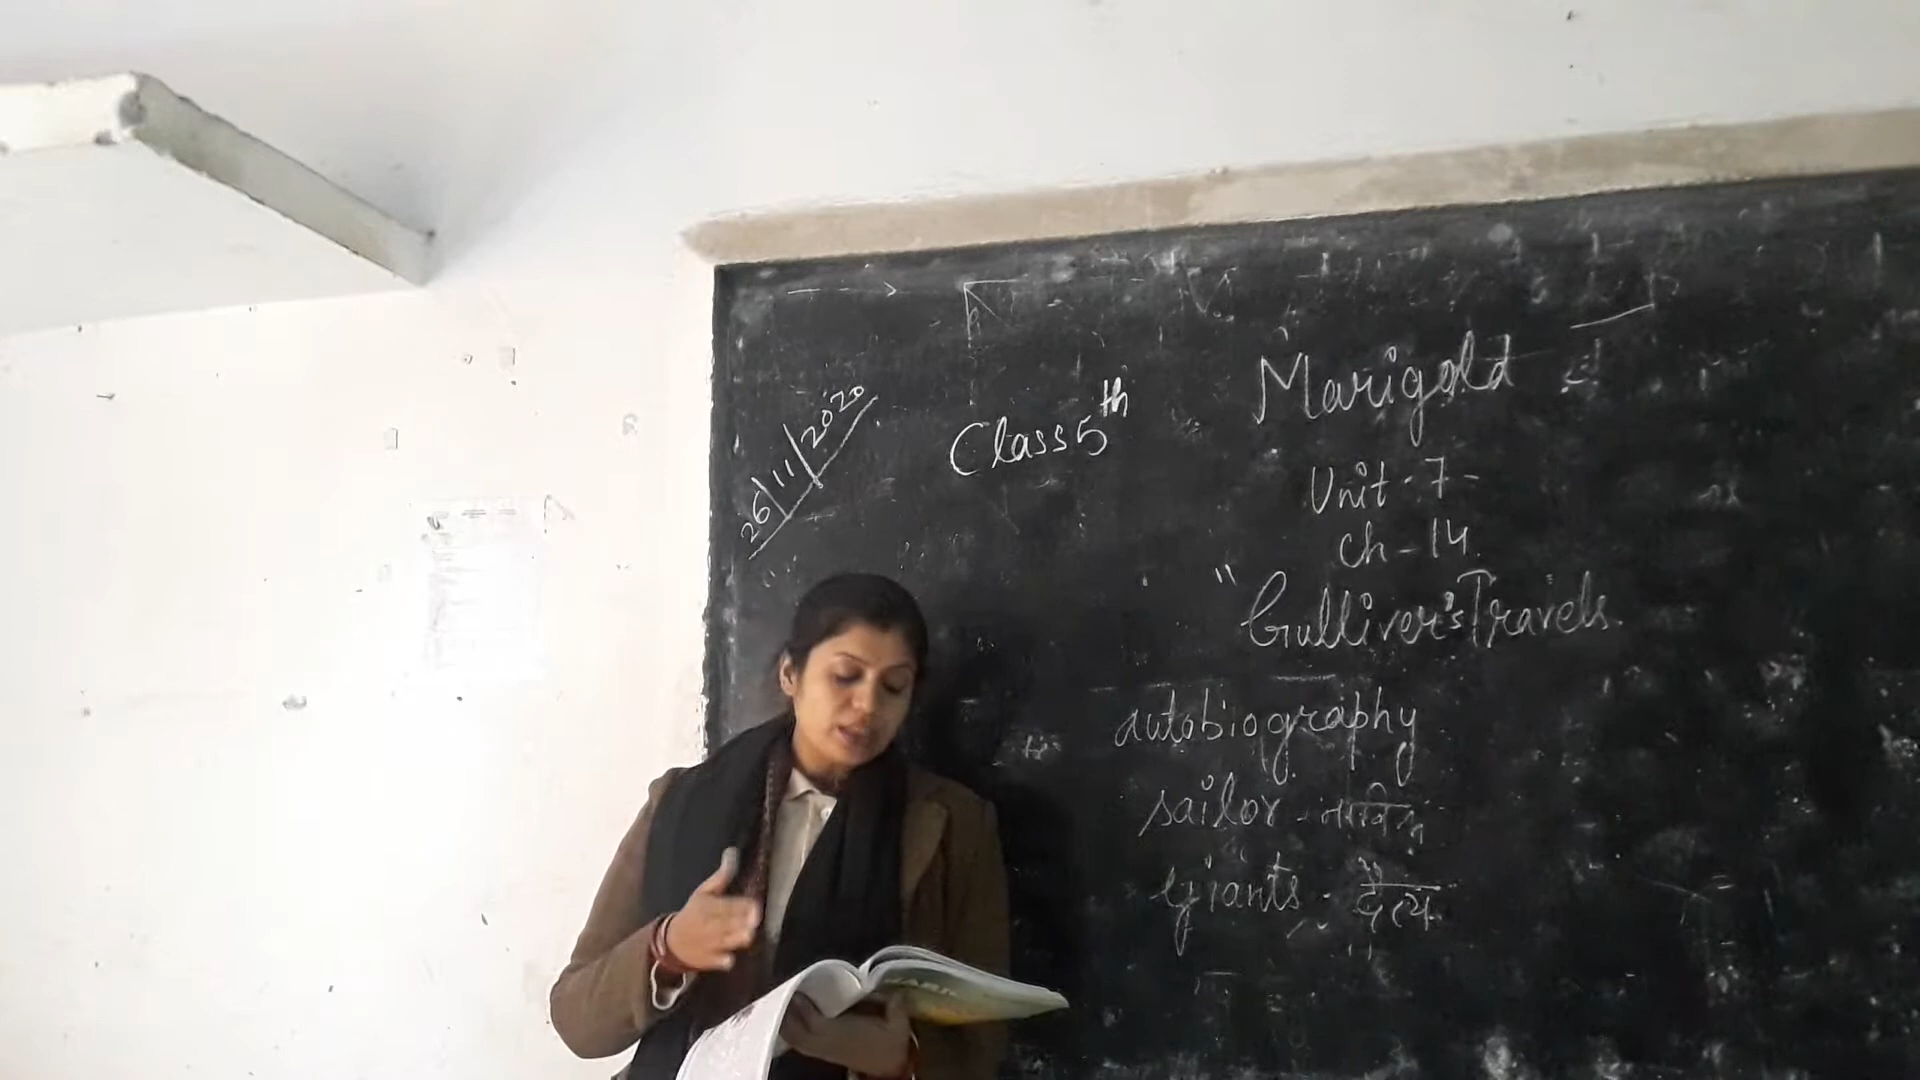 26/11/2020
Class 5th
Marigold
Unit-7-
Ch-14
"Gulliver's Travels
autobiography
sailor - नाविक
giants - दैत्य